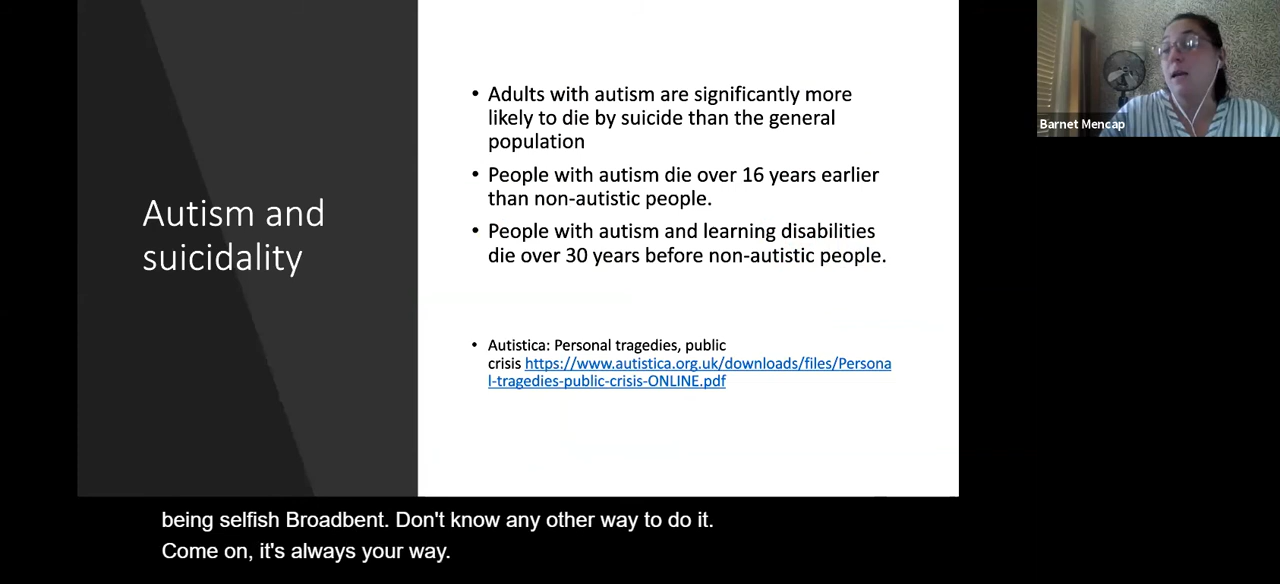 Autism and
suicidality
• Adults with autism are significantly more
likely to die by suicide than the general
population
• People with autism die over 16 years earlier
than non-autistic people.
• People with autism and learning disabilities
die over 30 years before non-autistic people.
• Autistica: Personal tragedies, public
crisis https://www.autistica.org.uk/downloads/files/Persona
l-tragedies-public-crisis-ONLINE.pdf
Barnet Mencap
being selfish Broadbent. Don't know any other way to do it.
Come on, it's always your way.